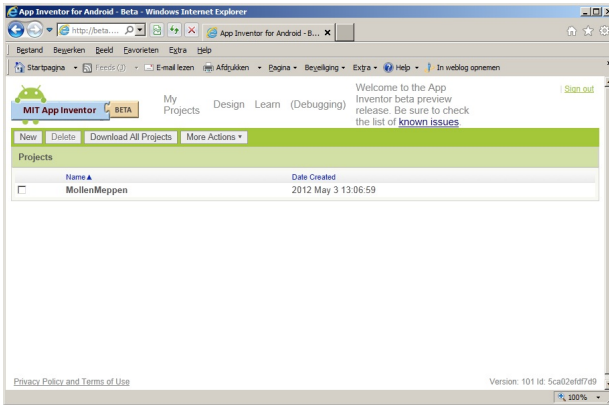 App Inventor for Android - Beta - Windows Internet Explorer
http://beta....
App Inventor for Android - B...
Bestand Bewerken Beeld Favorieten Extra Help
Startpagina Feeds (J) E-mail lezen Afdrukken Pagina Beveiliging Extra Help In weblog opnemen
MIT App Inventor BETA
My Projects Design Learn (Debugging)
Welcome to the App
Inventor beta preview
release. Be sure to check
the list of known issues.
Sign out
New Delete Download All Projects More Actions
Projects
Name Date Created
MollenMeppen 2012 May 3 13:06:59
Privacy Policy and Terms of Use Version: 101 Id: 5ca02efdf7d9
100%